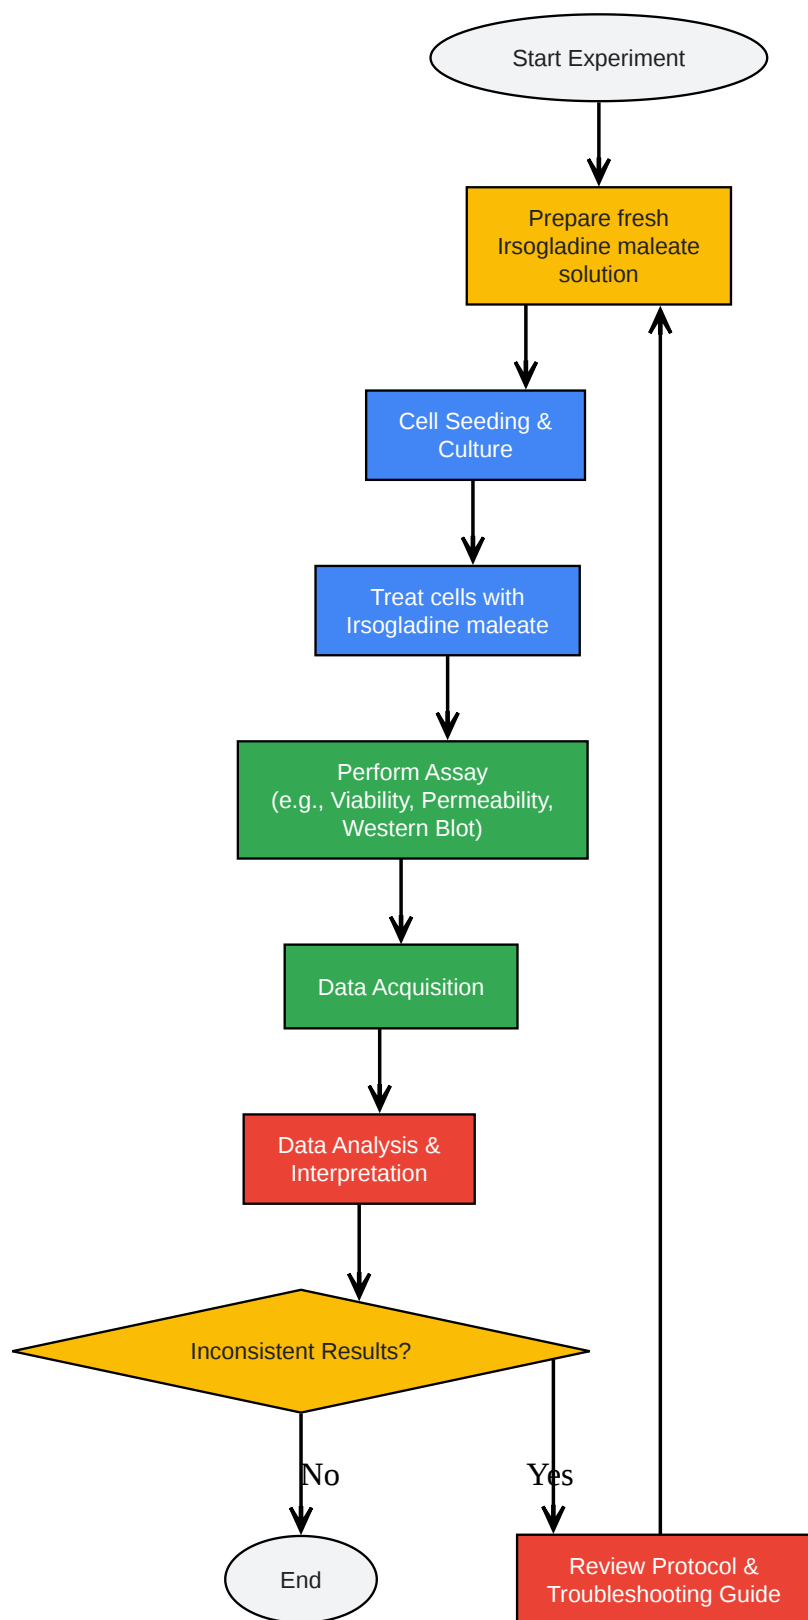 Start Experiment
Prepare fresh
Irsogladine maleate
solution
Cell Seeding &
Culture
Treat cells with
Irsogladine maleate
Perform Assay
(e.g., Viability, Permeability,
Western Blot)
Data Acquisition
Data Analysis &
Interpretation
Inconsistent Results?
No
Yes
End
Review Protocol &
Troubleshooting Guide